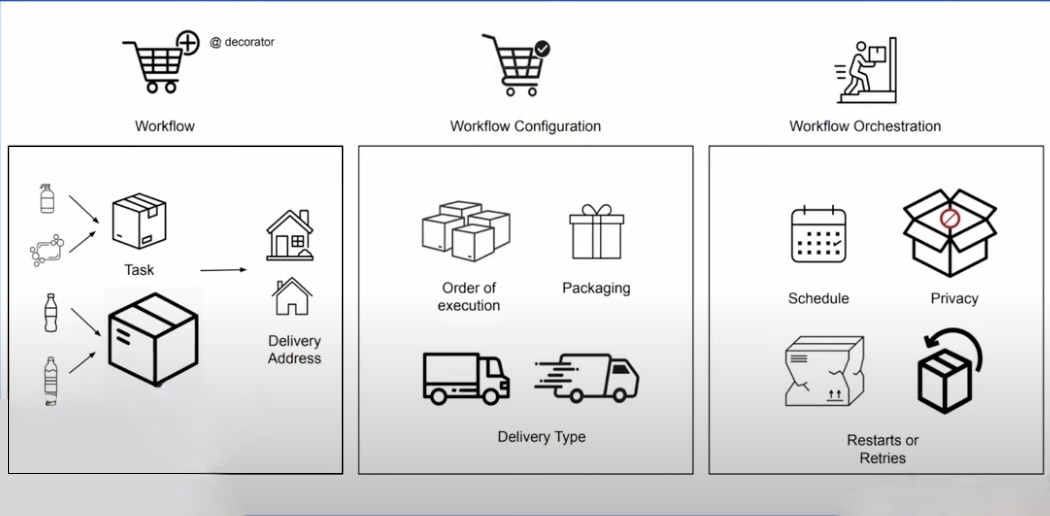 @ decorator
Workflow
Workflow Configuration
Workflow Orchestration
Task
Delivery
Address
Order of
execution
Packaging
Delivery Type
Schedule
Privacy
Restarts or
Retries